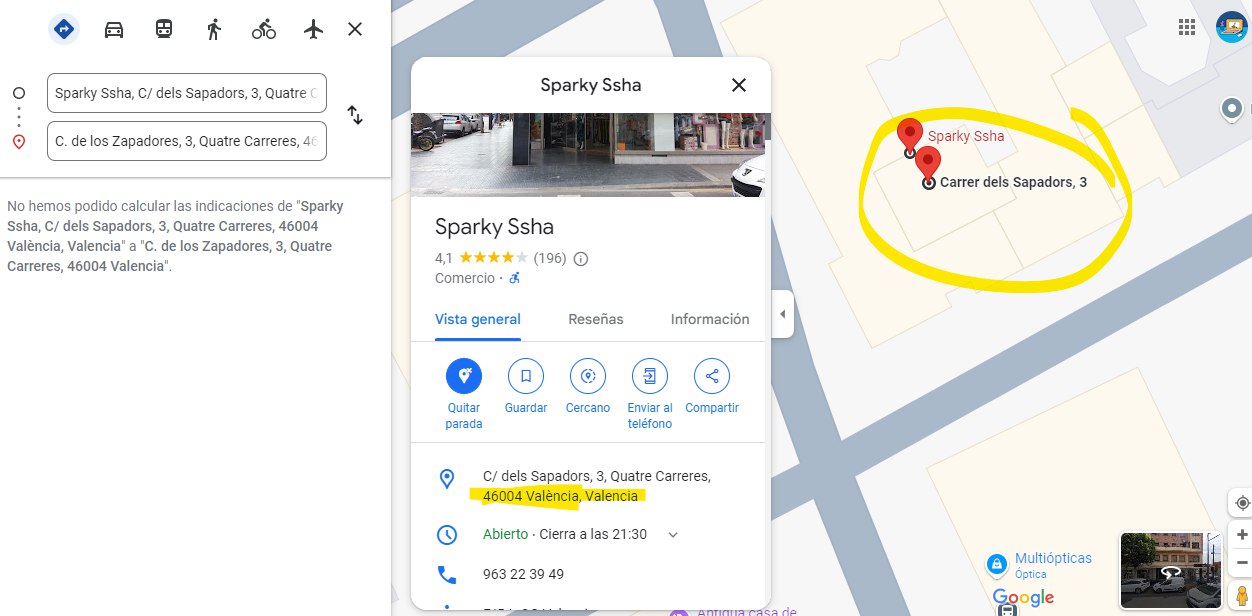 Sparky Ssha, C/ dels Sapadors, 3, Quatre C
C. de los Zapadores, 3, Quatre Carreres, 46
No hemos podido calcular las indicaciones de "Sparky
Ssha, C/ dels Sapadors, 3, Quatre Carreres, 46004
València, Valencia" a "C. de los Zapadores, 3, Quatre
Carreres, 46004 Valencia".
Sparky Ssha
Sparky Ssha
4,1 (196)
Comercio ·
Vista general Reseñas Información
Quitar parada
Guardar
Cercano
Enviar al teléfono
Compartir
C/ dels Sapadors, 3, Quatre Carreres,
46004 València, Valencia
Abierto · Cierra a las 21:30
963 22 39 49
Sparky Ssha
Carrer dels Sapadors, 3
Multiópticas
Óptica
Google
Antigua casa de